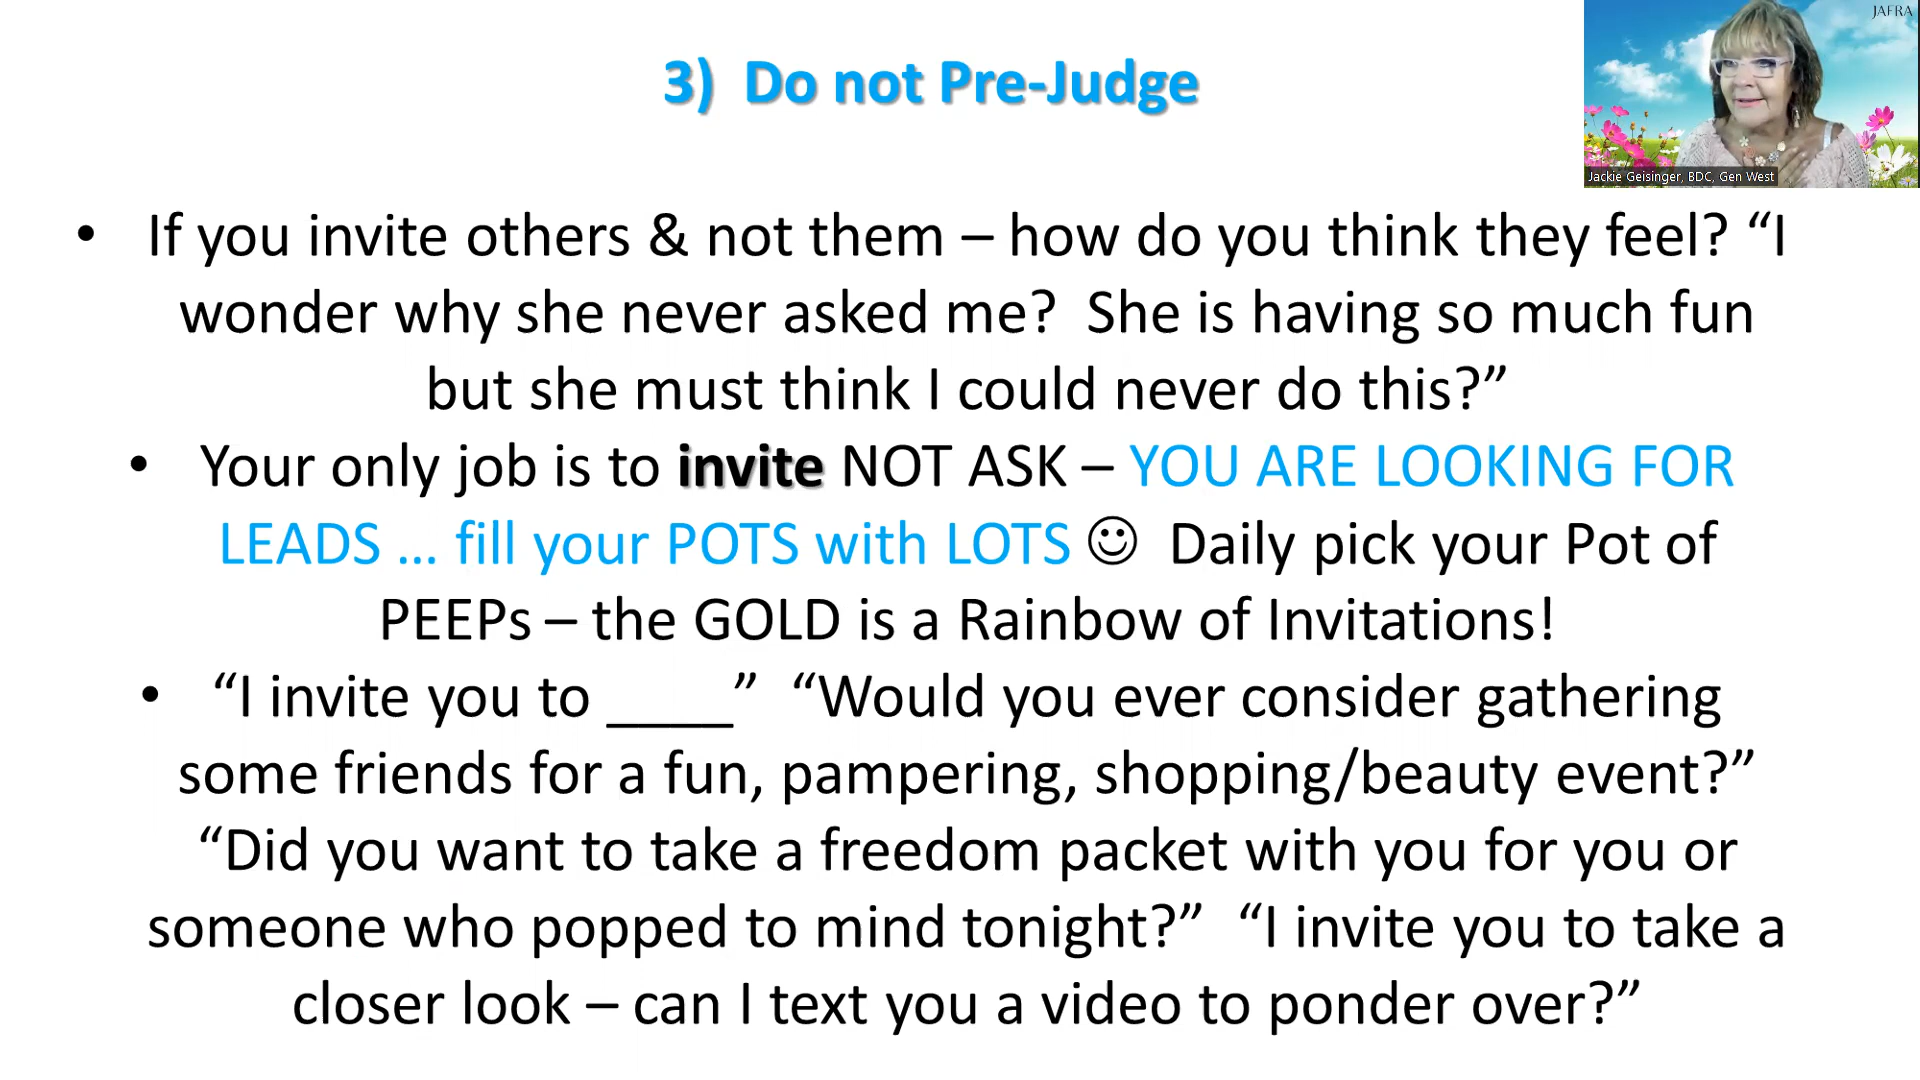 3)  Do not Pre-Judge
JAFRA
Jackie Geisinger, BDC, Gen West
• If you invite others & not them – how do you think they feel? “I
wonder why she never asked me?  She is having so much fun
but she must think I could never do this?”
• Your only job is to invite NOT ASK – YOU ARE LOOKING FOR
LEADS … fill your POTS with LOTS ☺  Daily pick your Pot of
PEEPs – the GOLD is a Rainbow of Invitations!
• “I invite you to ____”  “Would you ever consider gathering
some friends for a fun, pampering, shopping/beauty event?”
“Did you want to take a freedom packet with you for you or
someone who popped to mind tonight?”  “I invite you to take a
closer look – can I text you a video to ponder over?”